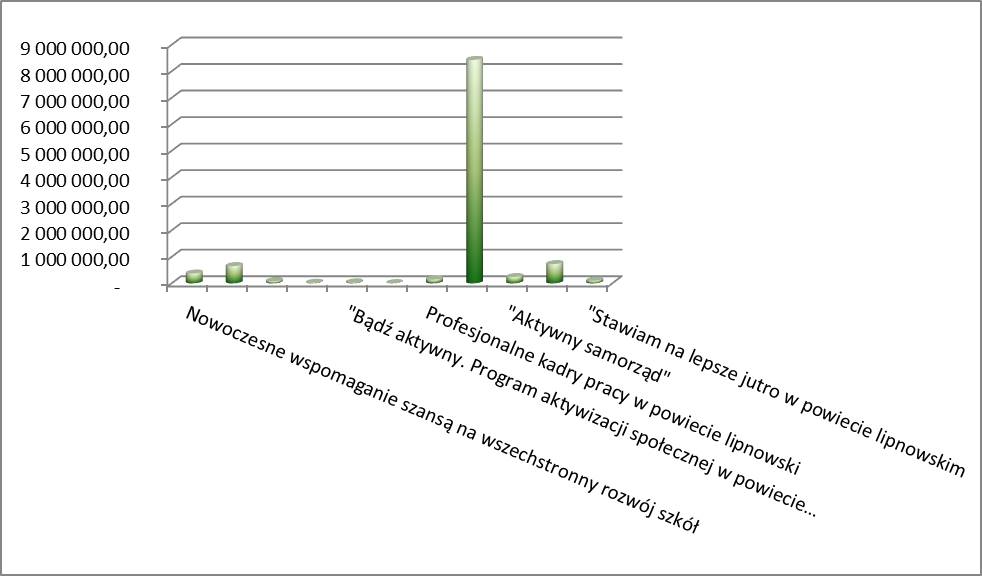 9 000 000,00
8 000 000,00
7 000 000,00
6 000 000,00
5 000 000,00
4 000 000,00
3 000 000,00
2 000 000,00
1 000 000,00
-
Nowoczesne wspomaganie szansą na wszechstronny rozwój szkół
"Bądź aktywny. Program aktywizacji społecznej w powiecie...
Profesjonalne kadry pracy w powiecie lipnowski
"Aktywny samorząd"
"Stawiam na lepsze jutro w powiecie lipnowskim